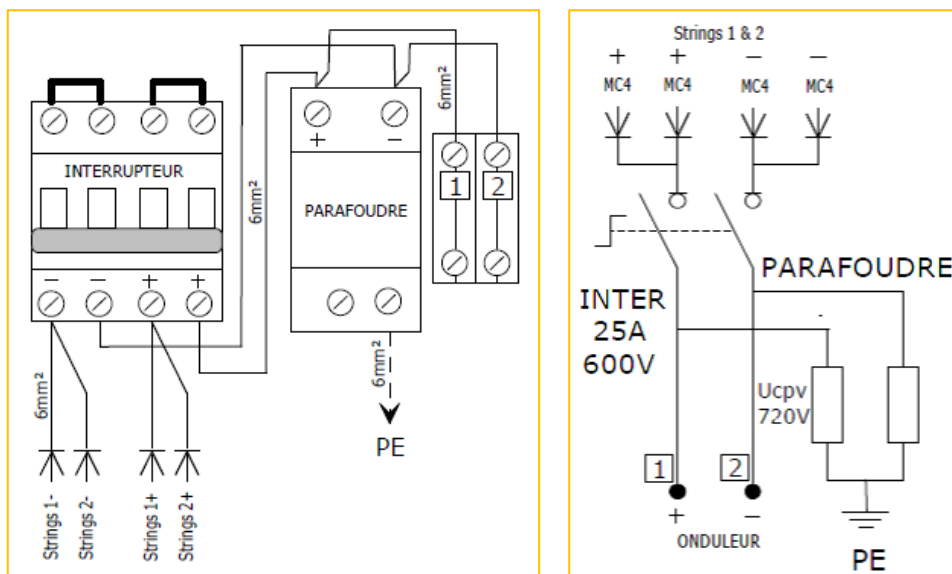 INTERRUPTEUR
− − + +
6mm²
Strings 1-
Strings 2-
Strings 1+
Strings 2+
6mm²
+ −
PARAFOUDRE
6mm²
PE
6mm²
1 2
Strings 1 & 2
+ + − −
MC4 MC4 MC4 MC4
PARAFOUDRE
INTER
25A
600V
Ucpv
720V
1 2
+ −
ONDULEUR
PE